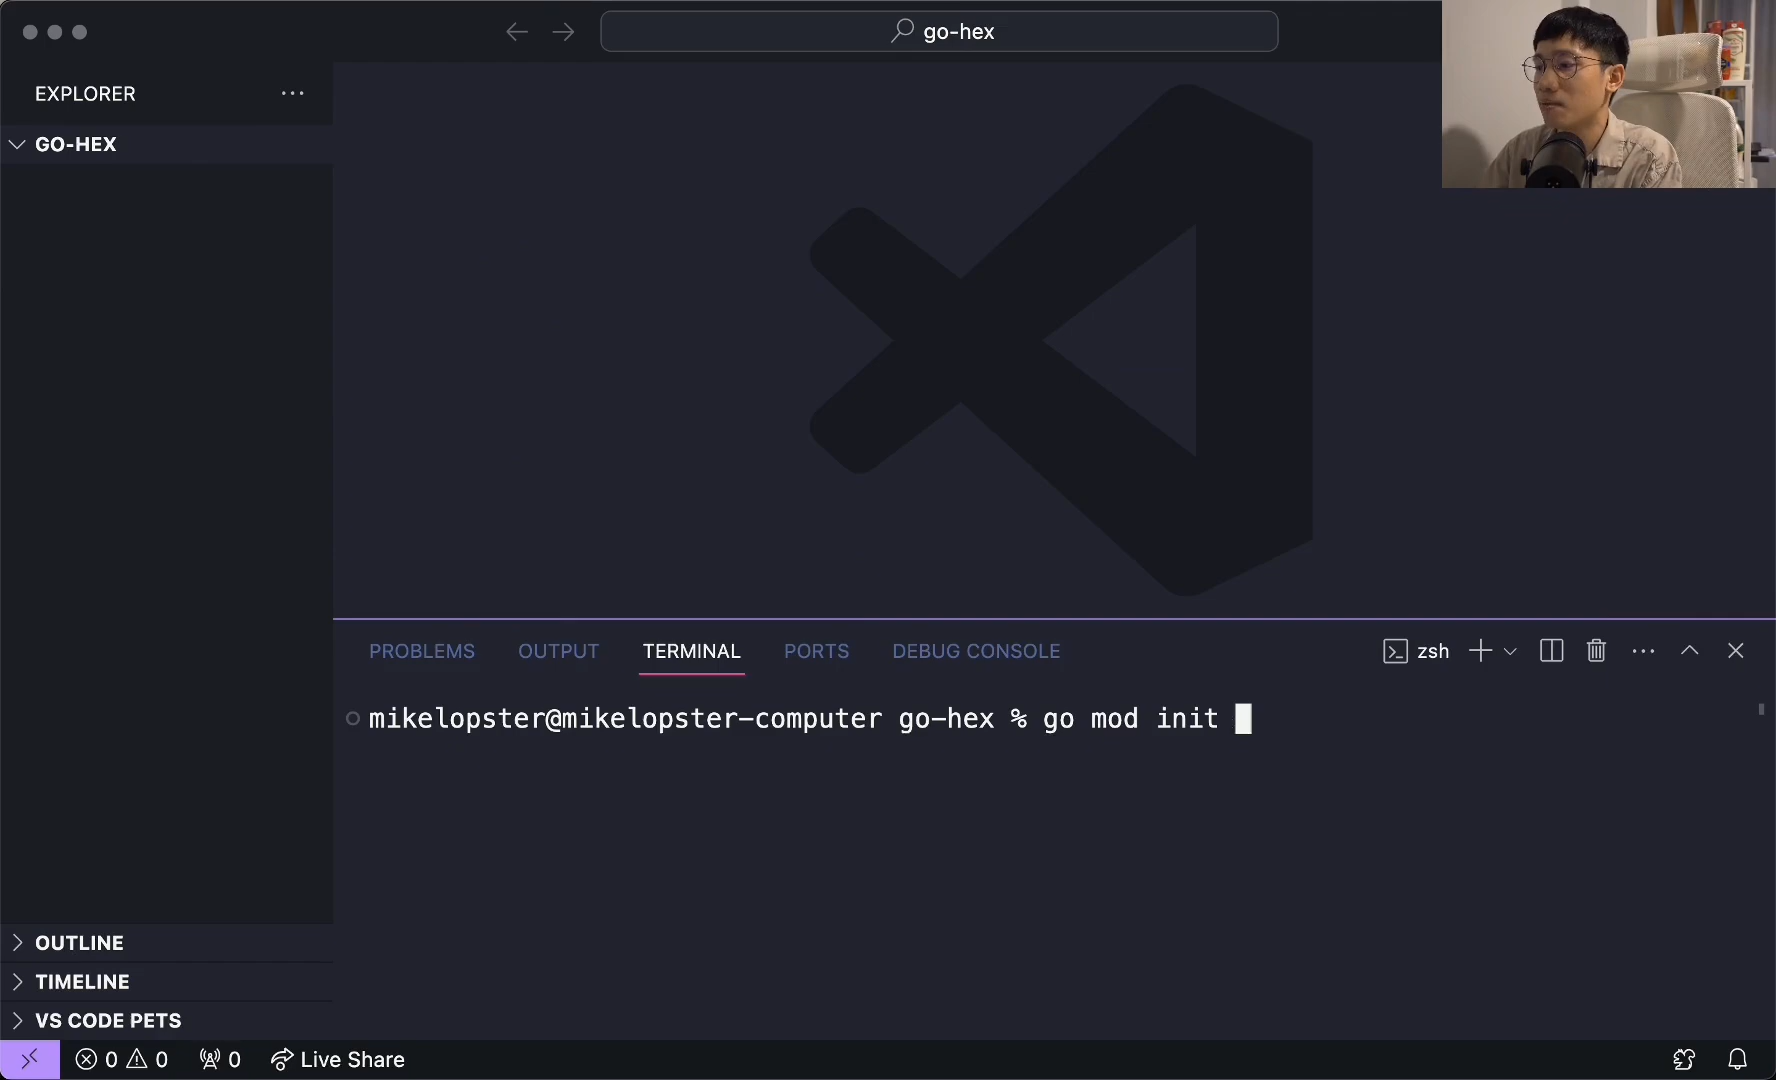 go-hex
EXPLORER
GO-HEX
PROBLEMS
OUTPUT
TERMINAL
PORTS
DEBUG CONSOLE
zsh
mikelopster@mikelopster-computer go-hex % go mod init
OUTLINE
TIMELINE
VS CODE PETS
0
0
0
Live Share